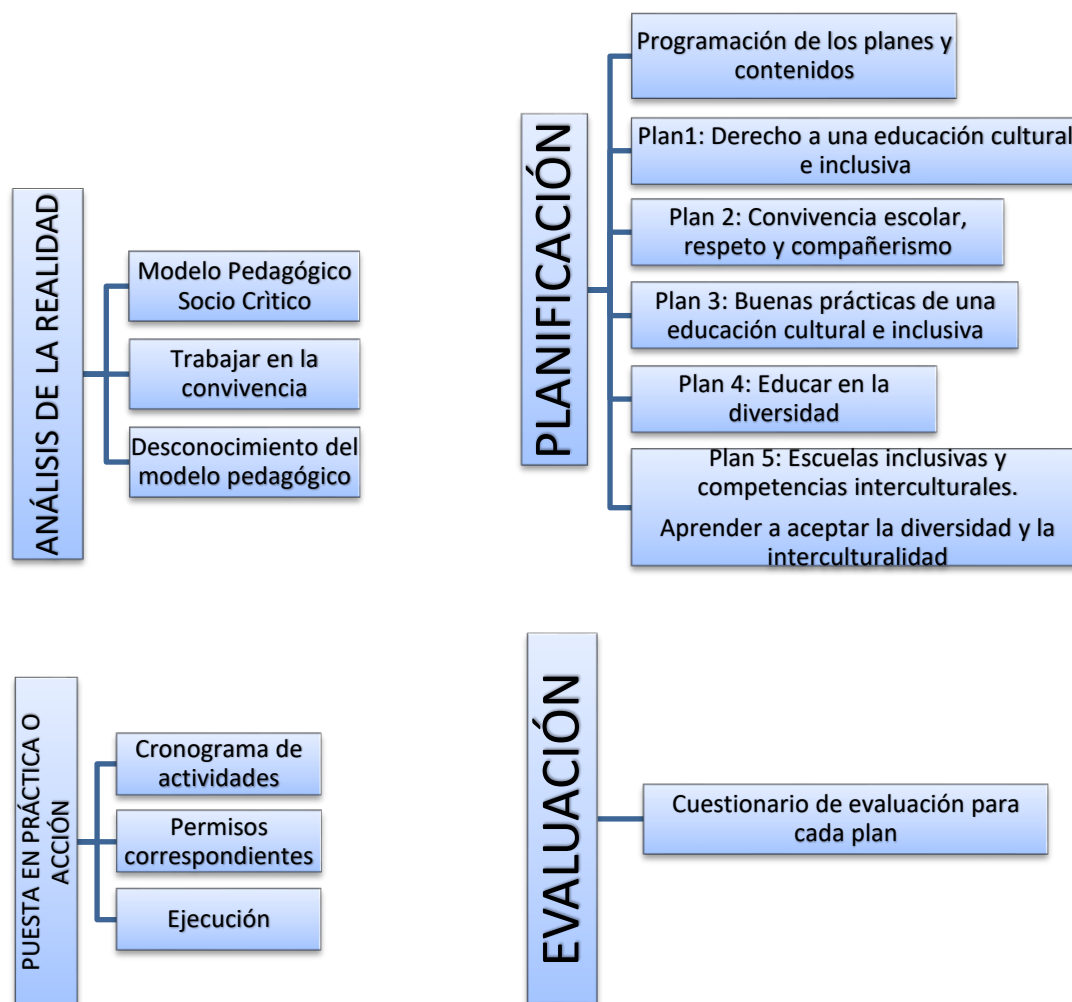 ANÁLISIS DE LA REALIDAD
Modelo Pedagógico
Socio Crìtico
Trabajar en la
convivencia
Desconocimiento del
modelo pedagógico
PLANIFICACIÓN
Programación de los planes y
contenidos
Plan1: Derecho a una educación cultural
e inclusiva
Plan 2: Convivencia escolar,
respeto y compañerismo
Plan 3: Buenas prácticas de una
educación cultural e inclusiva
Plan 4: Educar en la
diversidad
Plan 5: Escuelas inclusivas y
competencias interculturales.
Aprender a aceptar la diversidad y la
interculturalidad
PUESTA EN PRÁCTICA O
ACCIÓN
Cronograma de
actividades
Permisos
correspondientes
Ejecución
EVALUACIÓN
Cuestionario de evaluación para
cada plan